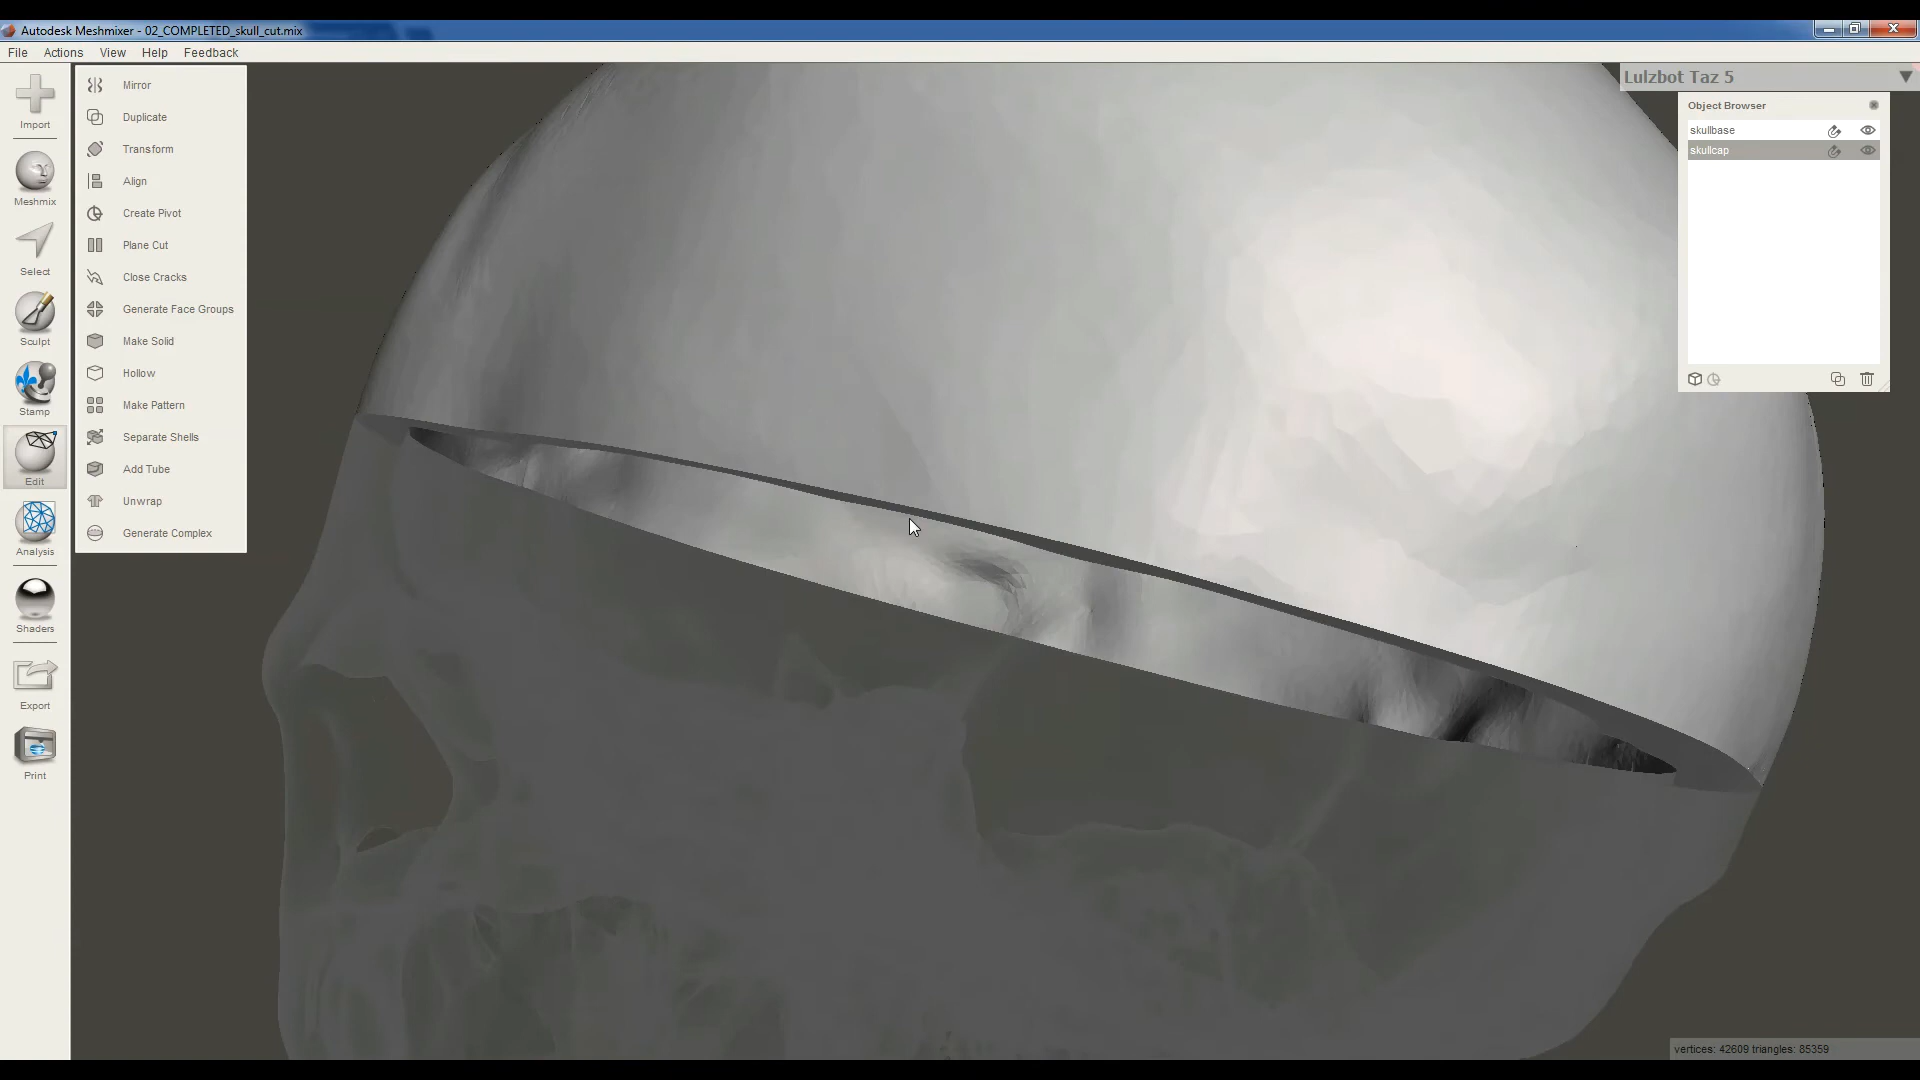 Autodesk Meshmixer - 02_COMPLETED_skull_cut.mix
File Actions View Help Feedback
Import
Meshmix
Select
Sculpt
Stamp
Edit
Analysis
Shaders
Export
Print
Mirror
Duplicate
Transform
Align
Create Pivot
Plane Cut
Close Cracks
Generate Face Groups
Make Solid
Hollow
Make Pattern
Separate Shells
Add Tube
Unwrap
Generate Complex
Lulzbot Taz 5
Object Browser
skullbase
skullcap
vertices: 42609 triangles: 85359